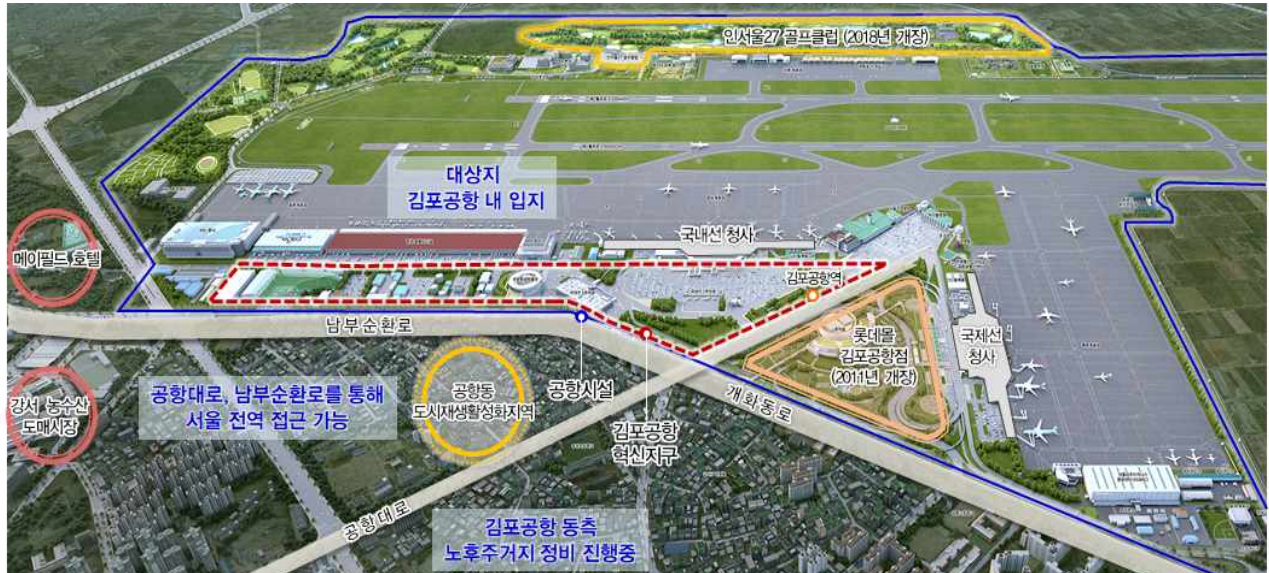 인서울27 골프클럽 (2018년 개장)
대상지
김포공항 내 입지
메이필드 호텔
국내선 청사
김포공항역
남부순환로
롯데몰
김포공항점
(2011년 개장)
국제선
청사
강서 농수산
도매시장
공항대로, 남부순환로를 통해
서울 전역 접근 가능
공항동
도시재생활성화지역
공항시설
김포공항
혁신지구
개화동로
공항대로
김포공항 동측
노후주거지 정비 진행중